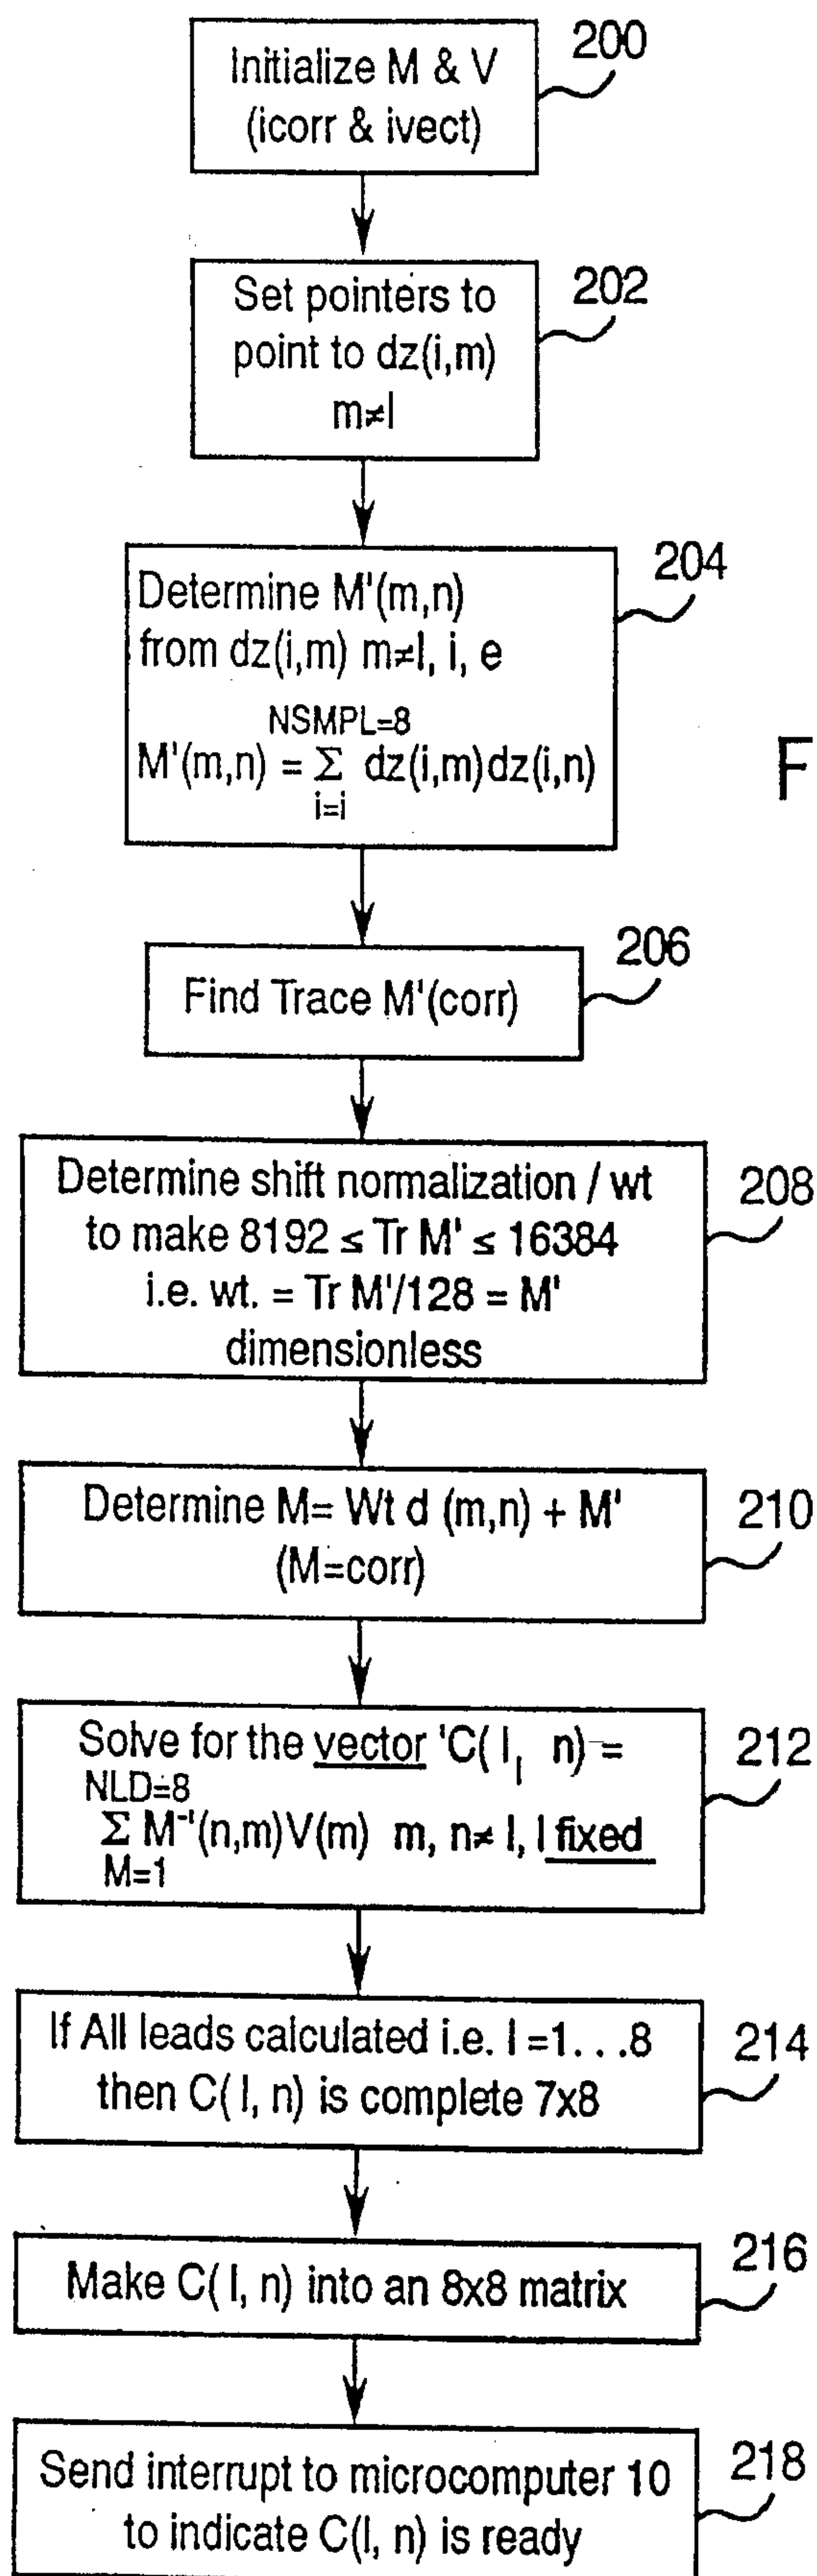 200
Initialize M & V
(icorr & ivect)
202
Set pointers to
point to dz(i,m)
m≠l
204
Determine M'(m,n)
from dz(i,m) m≠l, i, e
NSMPL=8
M'(m,n) = Σ dz(i,m)dz(i,n)
i=i
F
206
Find Trace M'(corr)
208
Determine shift normalization / wt
to make 8192 ≤ Tr M' ≤ 16384
i.e. wt. = Tr M'/128 = M'
dimensionless
210
Determine M= Wt d (m,n) + M'
(M=corr)
212
Solve for the vector 'C( l| n) =
NLD=8
Σ M⁻¹(n,m)V(m) m, n≠ l, l fixed
M=1
214
If All leads calculated i.e. l =1. . .8
then C( l, n) is complete 7x8
216
Make C( l, n) into an 8x8 matrix
218
Send interrupt to microcomputer 10
to indicate C(l, n) is ready